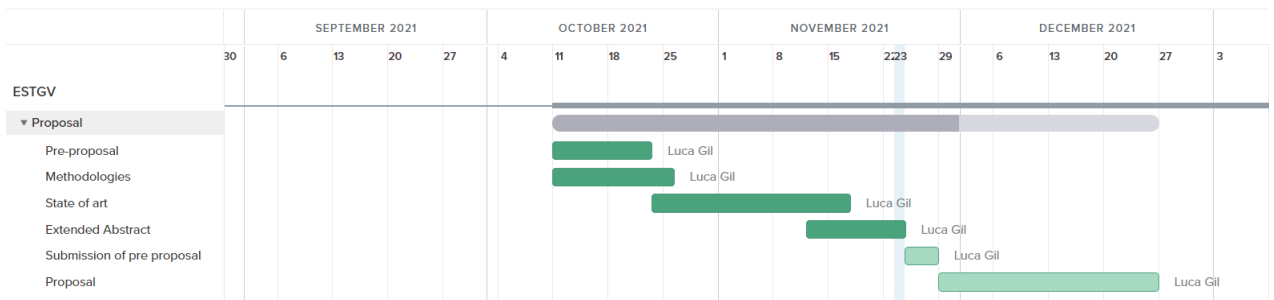 SEPTEMBER 2021 OCTOBER 2021 NOVEMBER 2021 DECEMBER 2021
30 6 13 20 27 4 11 18 25 1 8 15 22 23 29 6 13 20 27 3
ESTGV
Proposal
Pre-proposal Luca Gil
Methodologies Luca Gil
State of art Luca Gil
Extended Abstract Luca Gil
Submission of pre proposal Luca Gil
Proposal Luca Gil